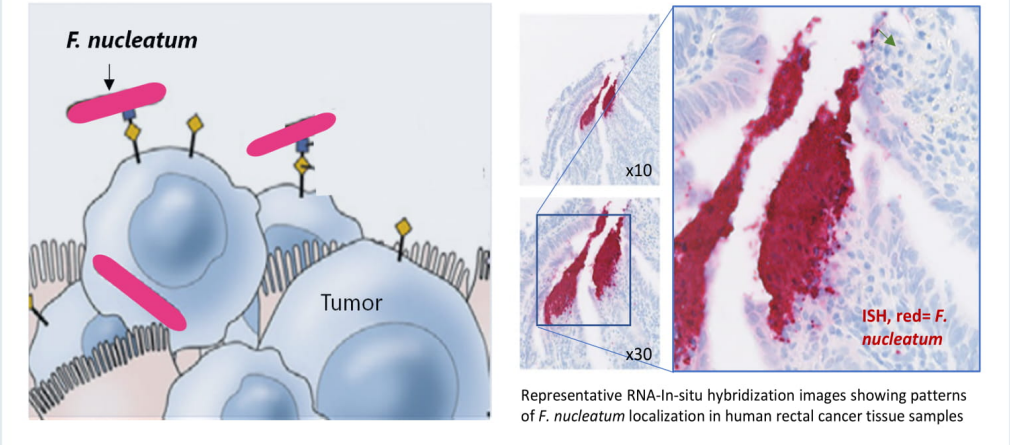 F. nucleatum
Tumor
x10
x30
ISH, red= F.
nucleatum
Representative RNA-In-situ hybridization images showing patterns
of F. nucleatum localization in human rectal cancer tissue samples